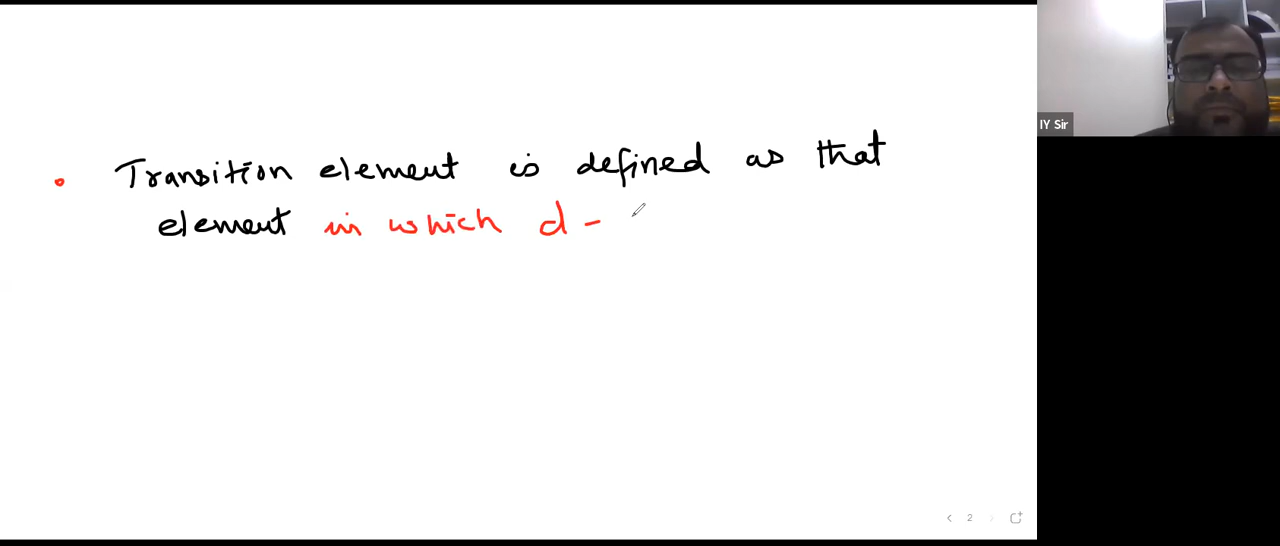 Transition element is defined as that
element in which d -
IY Sir
2